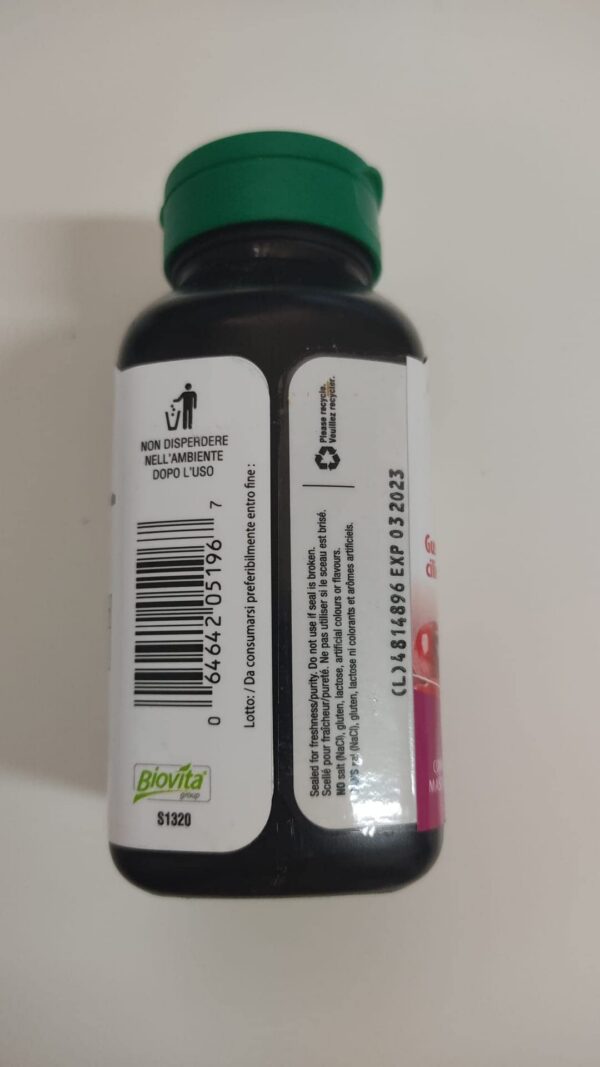 NON DISPERDERE
NELL'AMBIENTE
DOPO L'USO
0 64642 05196 7
Lotto: / Da consumarsi preferibilmente entro fine :
Biovita
group
S1320
Please recycle.
Veuillez recycler.
Sealed for freshness/purity. Do not use if seal is broken.
Scellé pour fraîcheur/pureté. Ne pas utiliser si le sceau est brisé.
NO salt (NaCl), gluten, lactose, artificial colours or flavours.
(NaCl), gluten, lactose ni colorants et arômes artificiels.
(L)4814896 EXP 03 2023